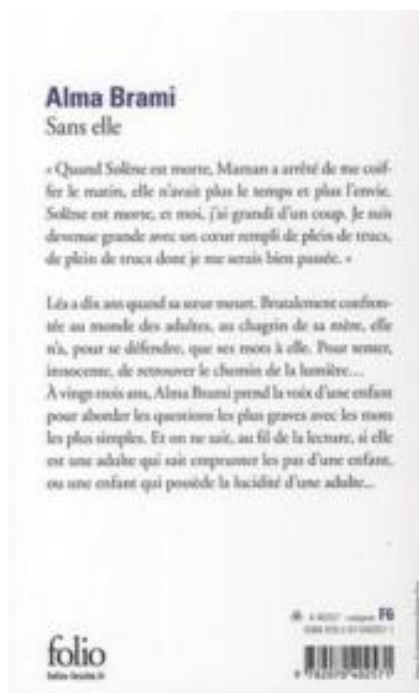 Alma Brami
Sans elle
« Quand Solène est morte, Maman a arrêté de me coif-
fer le matin, elle n'avait plus le temps et plus l'envie.
Solène est morte, et moi, j'ai grandi d'un coup. Je suis
devenue grande avec un cœur rempli de plein de trucs,
de plein de trucs dont je me serais bien passée. »
Léa a dix ans quand sa sœur meurt. Brutalement confron-
tée au monde des adultes, au chagrin de sa mère, elle
n'a, pour se défendre, que ses mots à elle. Pour tenter,
innocente, de retrouver le chemin de la lumière…
À vingt-trois ans, Alma Brami prend la voix d'une enfant
pour aborder les questions les plus graves avec les mots
les plus simples. Et on ne sait, au fil de la lecture, si elle
est une adulte qui sait emprunter les pas d'une enfant,
ou une enfant qui possède la lucidité d'une adulte...
F6
folio
folio-lesite.fr
9 782070 402571